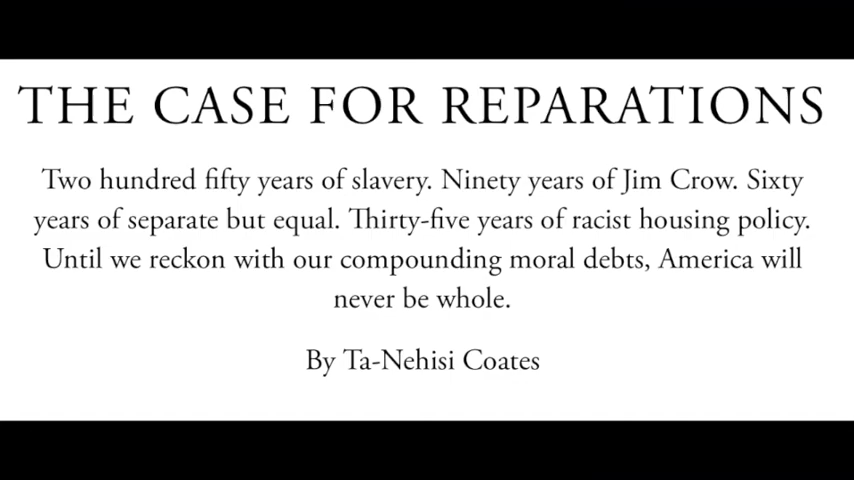 THE CASE FOR REPARATIONS
Two hundred fifty years of slavery. Ninety years of Jim Crow. Sixty
years of separate but equal. Thirty-five years of racist housing policy.
Until we reckon with our compounding moral debts, America will
never be whole.
By Ta-Nehisi Coates